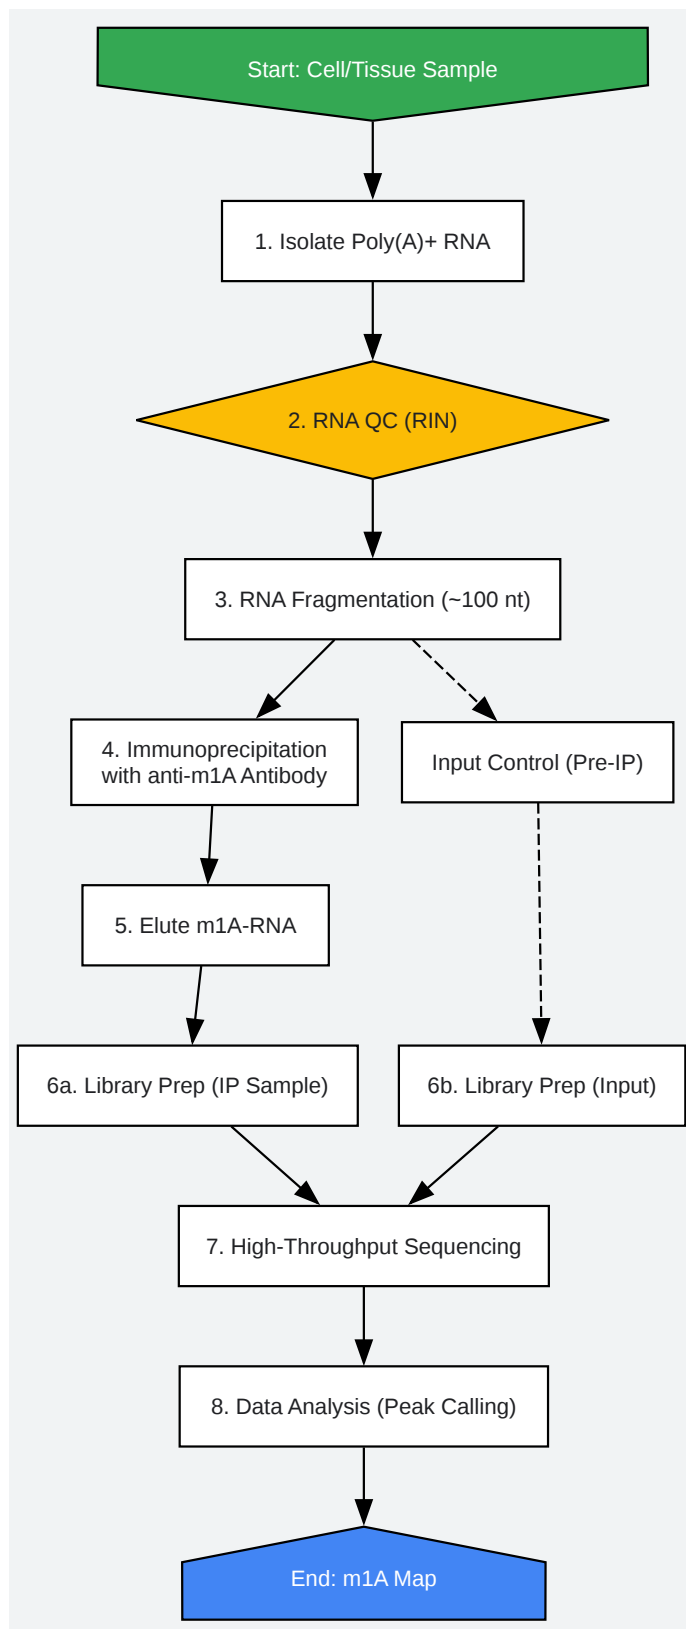 Start: Cell/Tissue Sample
1. Isolate Poly(A)+ RNA
2. RNA QC (RIN)
3. RNA Fragmentation (~100 nt)
4. Immunoprecipitation
with anti-m1A Antibody
Input Control (Pre-IP)
5. Elute m1A-RNA
6a. Library Prep (IP Sample)
6b. Library Prep (Input)
7. High-Throughput Sequencing
8. Data Analysis (Peak Calling)
End: m1A Map